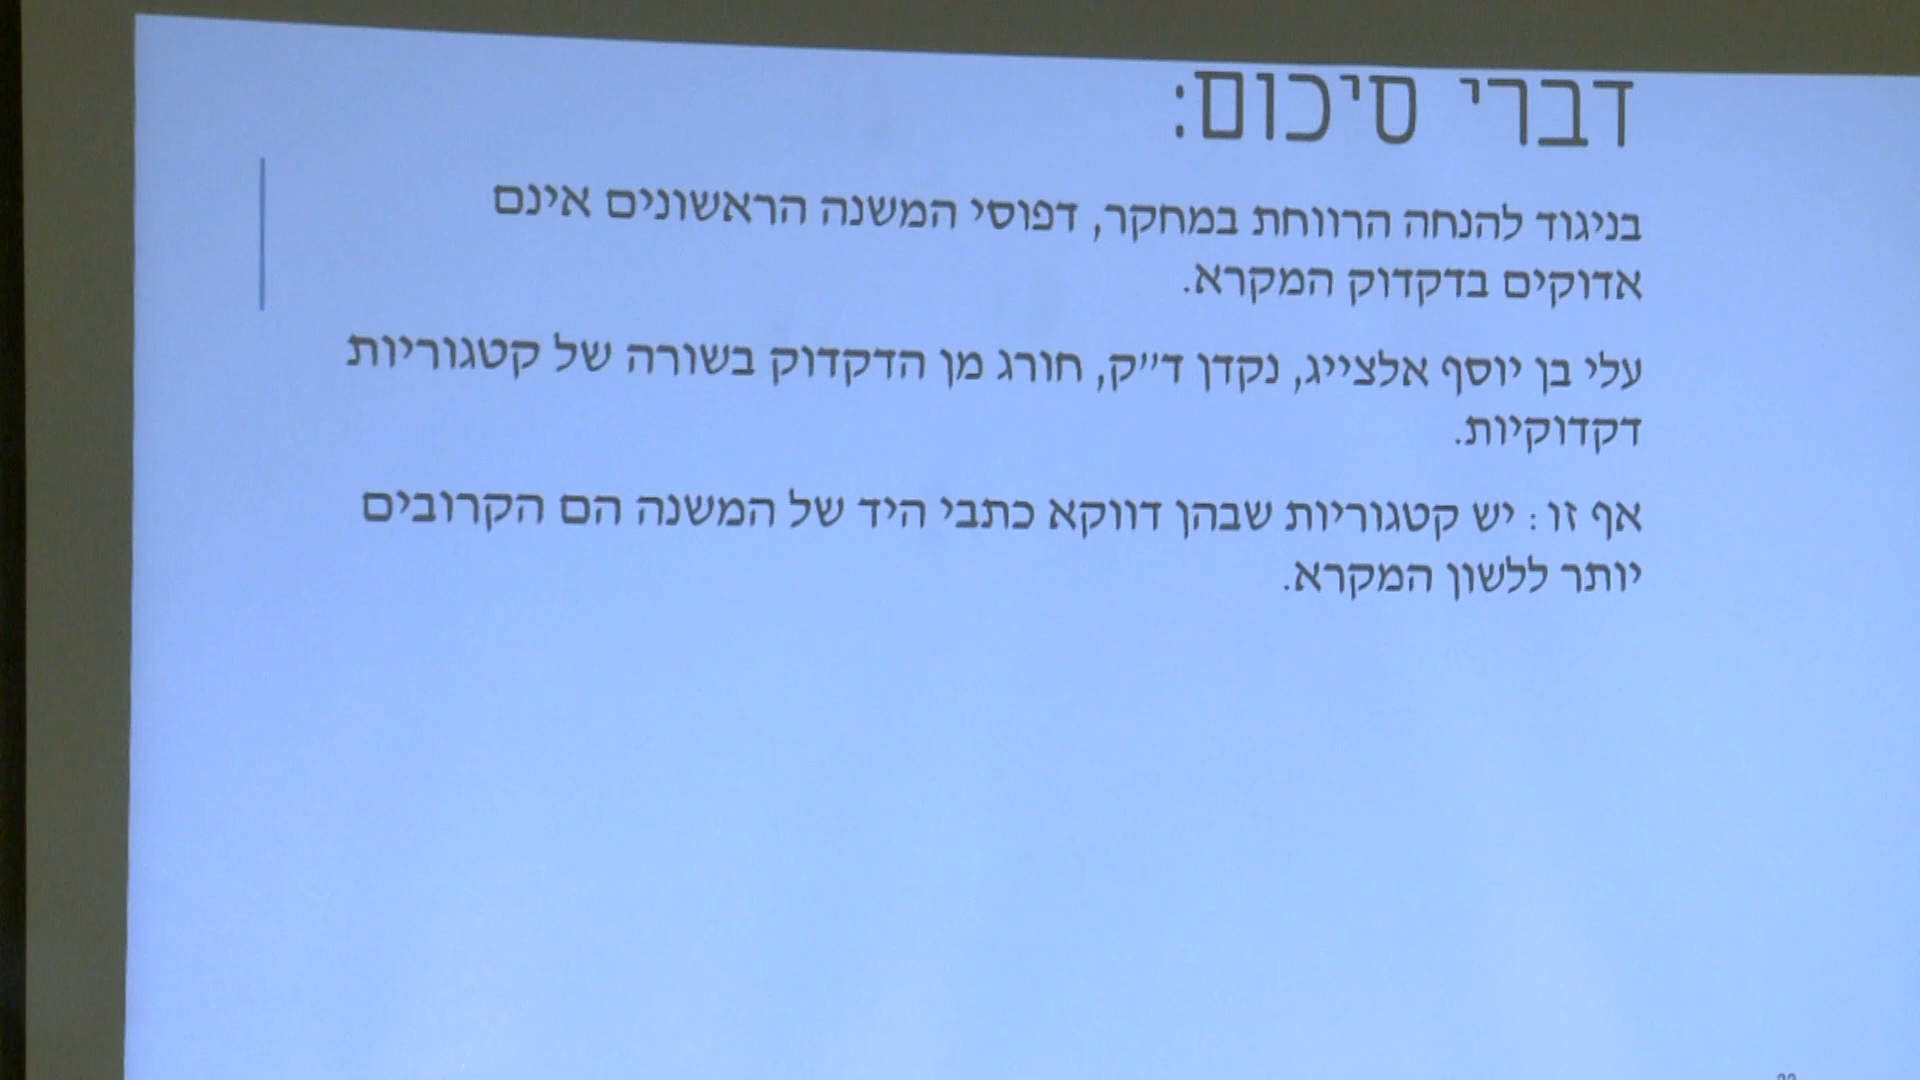 דברי סיכום:
בניגוד להנחה הרווחת במחקר, דפוסי המשנה הראשונים אינם
אדוקים בדקדוק המקרא.
עלי בן יוסף אלצייג, נקדן ד״ק, חורג מן הדקדוק בשורה של קטגוריות
דקדוקיות.
אף זו: יש קטגוריות שבהן דווקא כתבי היד של המשנה הם הקרובים
יותר ללשון המקרא.